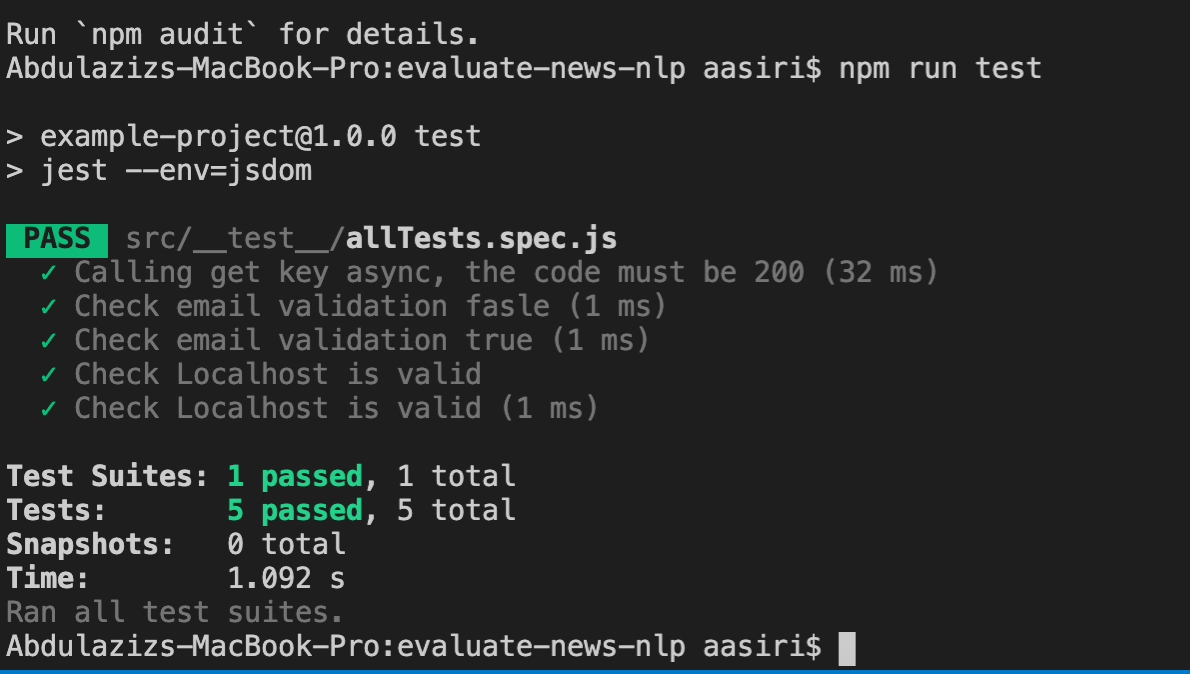 Run `npm audit` for details.
Abdulazizs-MacBook-Pro:evaluate-news-nlp aasiri$ npm run test
> example-project@1.0.0 test
> jest --env=jsdom
PASS src/__test__/allTests.spec.js
✓ Calling get key async, the code must be 200 (32 ms)
✓ Check email validation fasle (1 ms)
✓ Check email validation true (1 ms)
✓ Check Localhost is valid
✓ Check Localhost is valid (1 ms)
Test Suites: 1 passed, 1 total
Tests: 5 passed, 5 total
Snapshots: 0 total
Time: 1.092 s
Ran all test suites.
Abdulazizs-MacBook-Pro:evaluate-news-nlp aasiri$